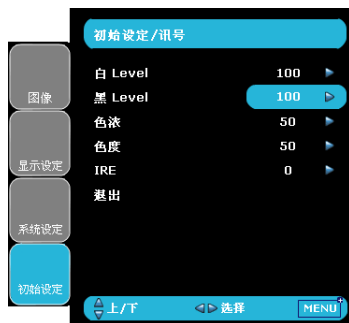 初始设定/讯号
白 Level 100
黑 Level 100
色浓 50
色度 50
IRE 0
退出
图像
显示设定
系统设定
初始设定
上/下 选择 MENU